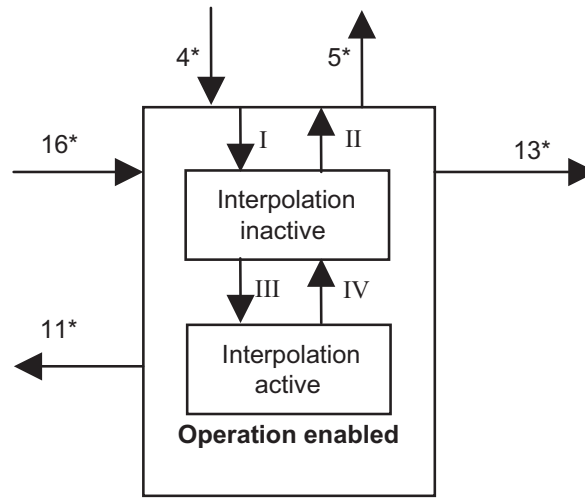 4*
5*
16*
I
II
13*
Interpolation
inactive
III
IV
11*
Interpolation
active
Operation enabled